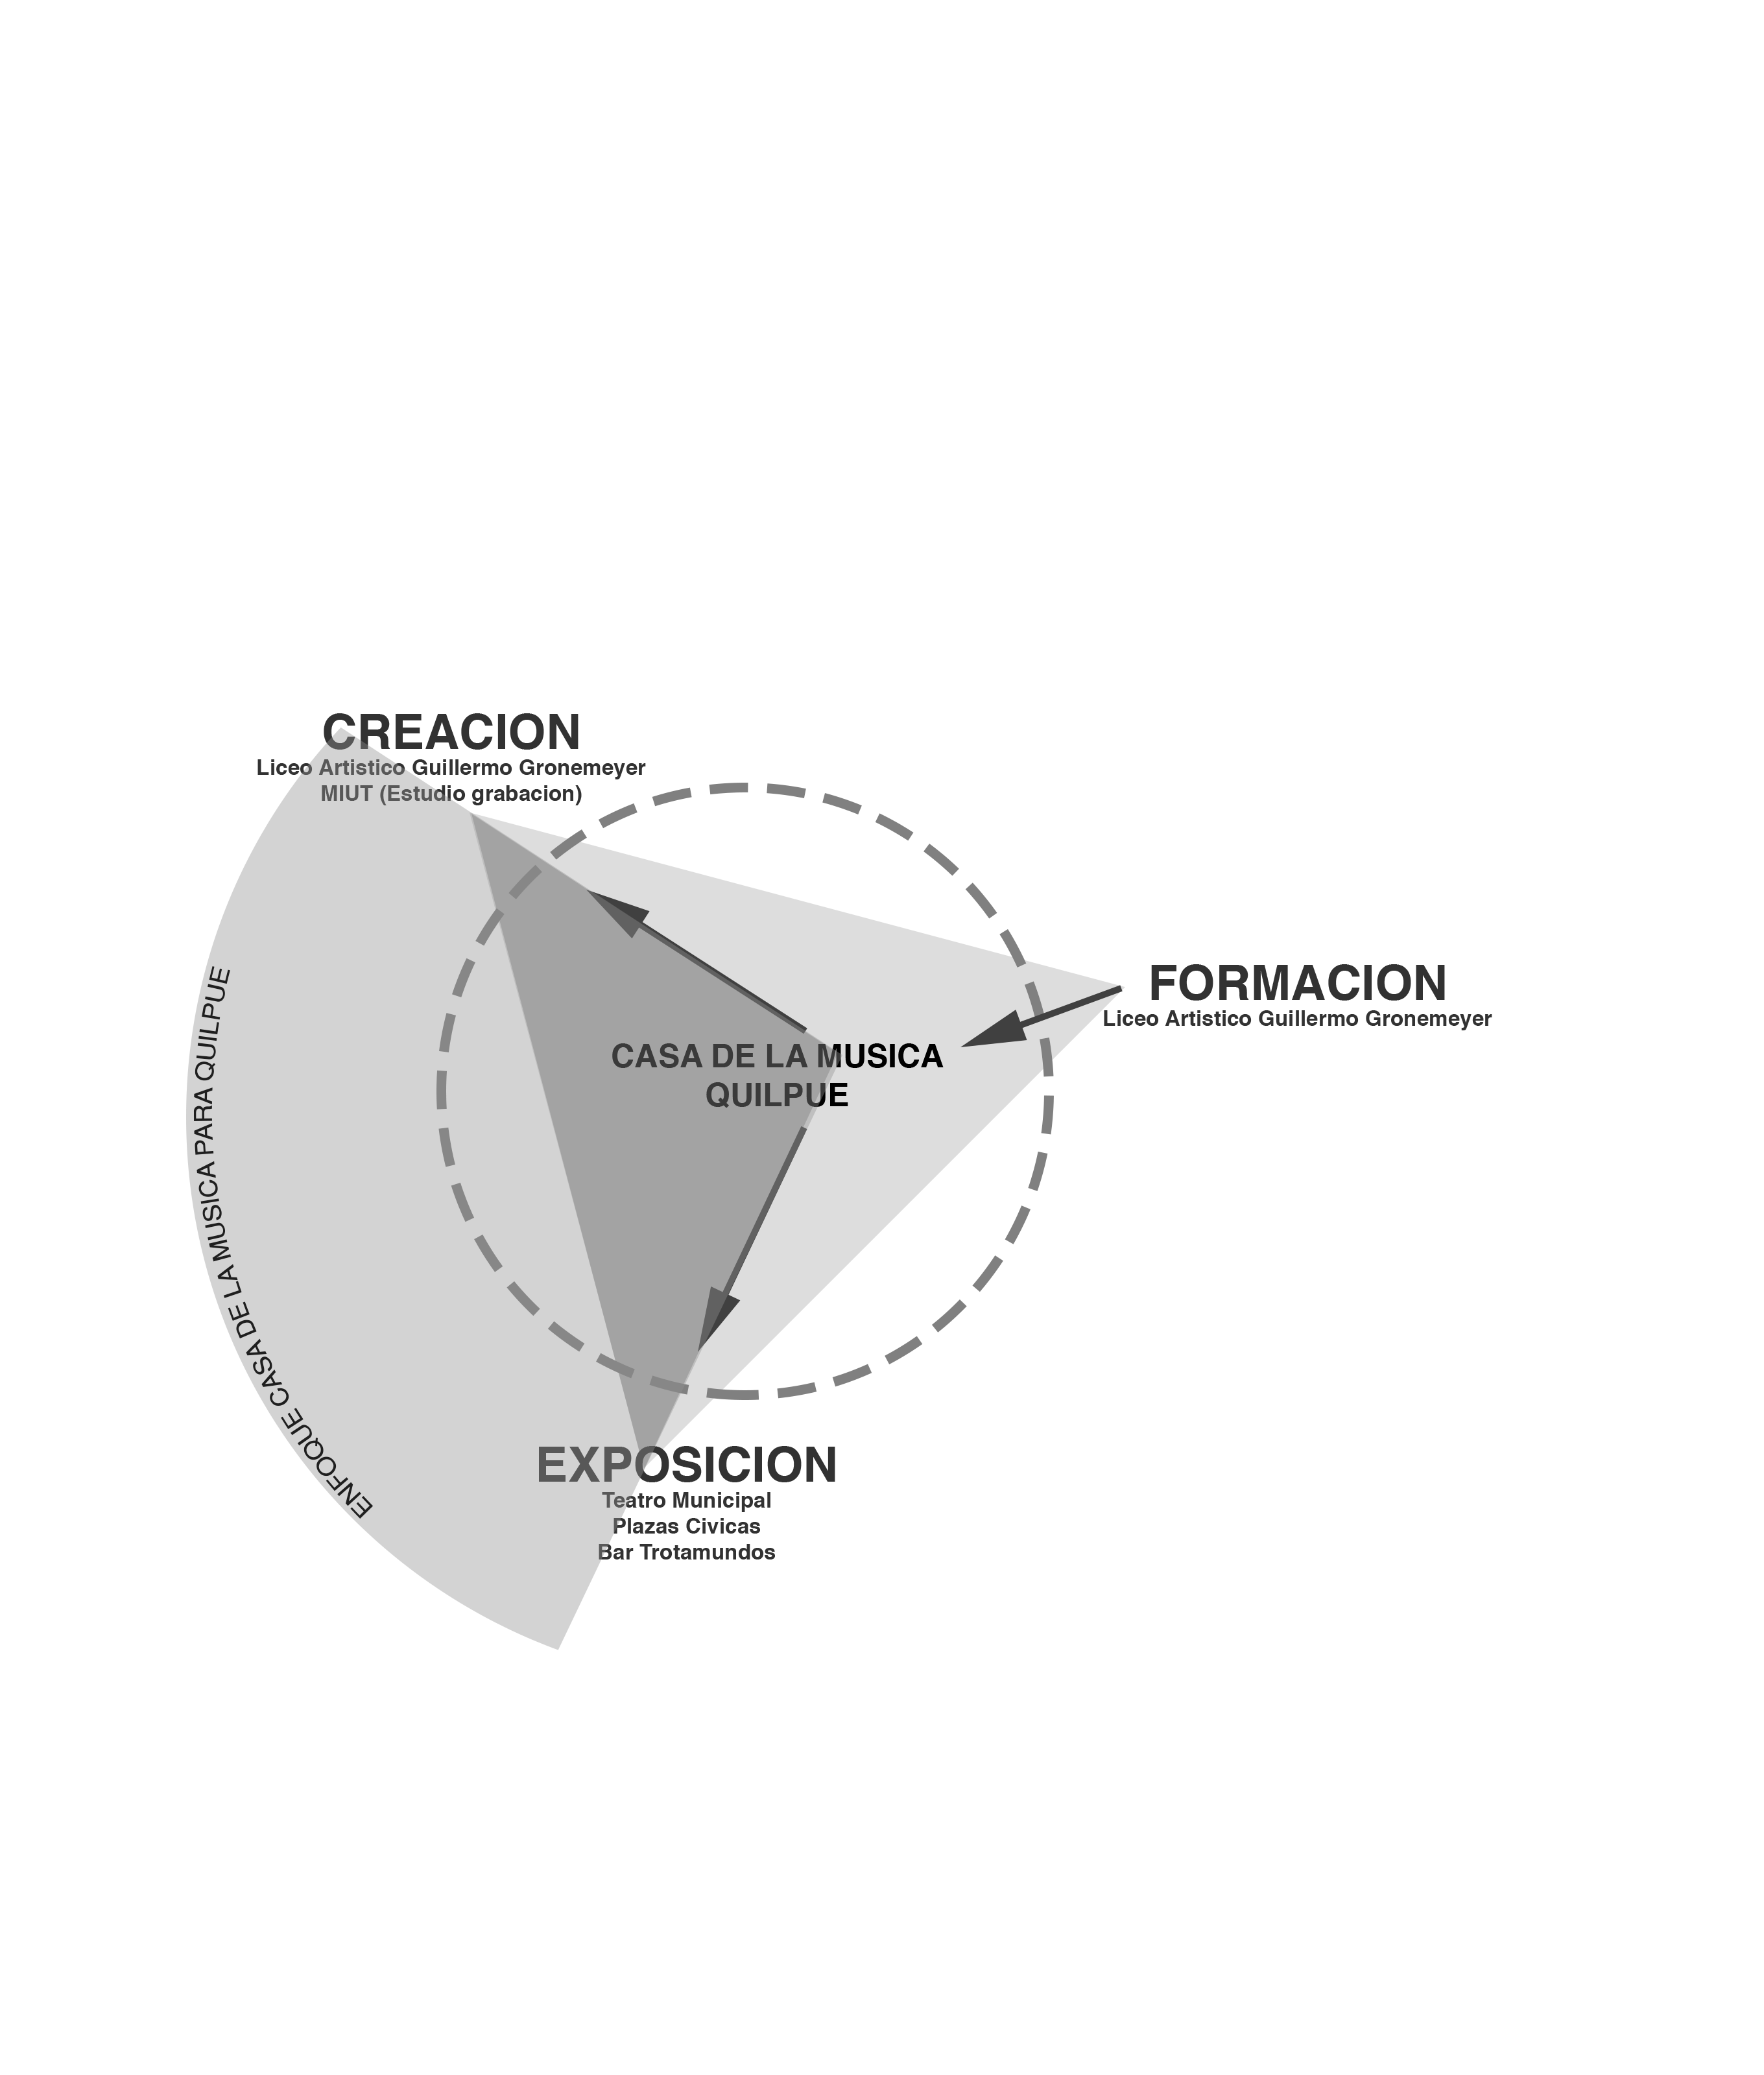 CREACION
Liceo Artistico Guillermo Gronemeyer
MIUT (Estudio grabacion)
FORMACION
Liceo Artistico Guillermo Gronemeyer
CASA DE LA MUSICA
QUILPUE
ENFOQUE CASA DE LA MUSICA PARA QUILPUE
EXPOSICION
Teatro Municipal
Plazas Civicas
Bar Trotamundos